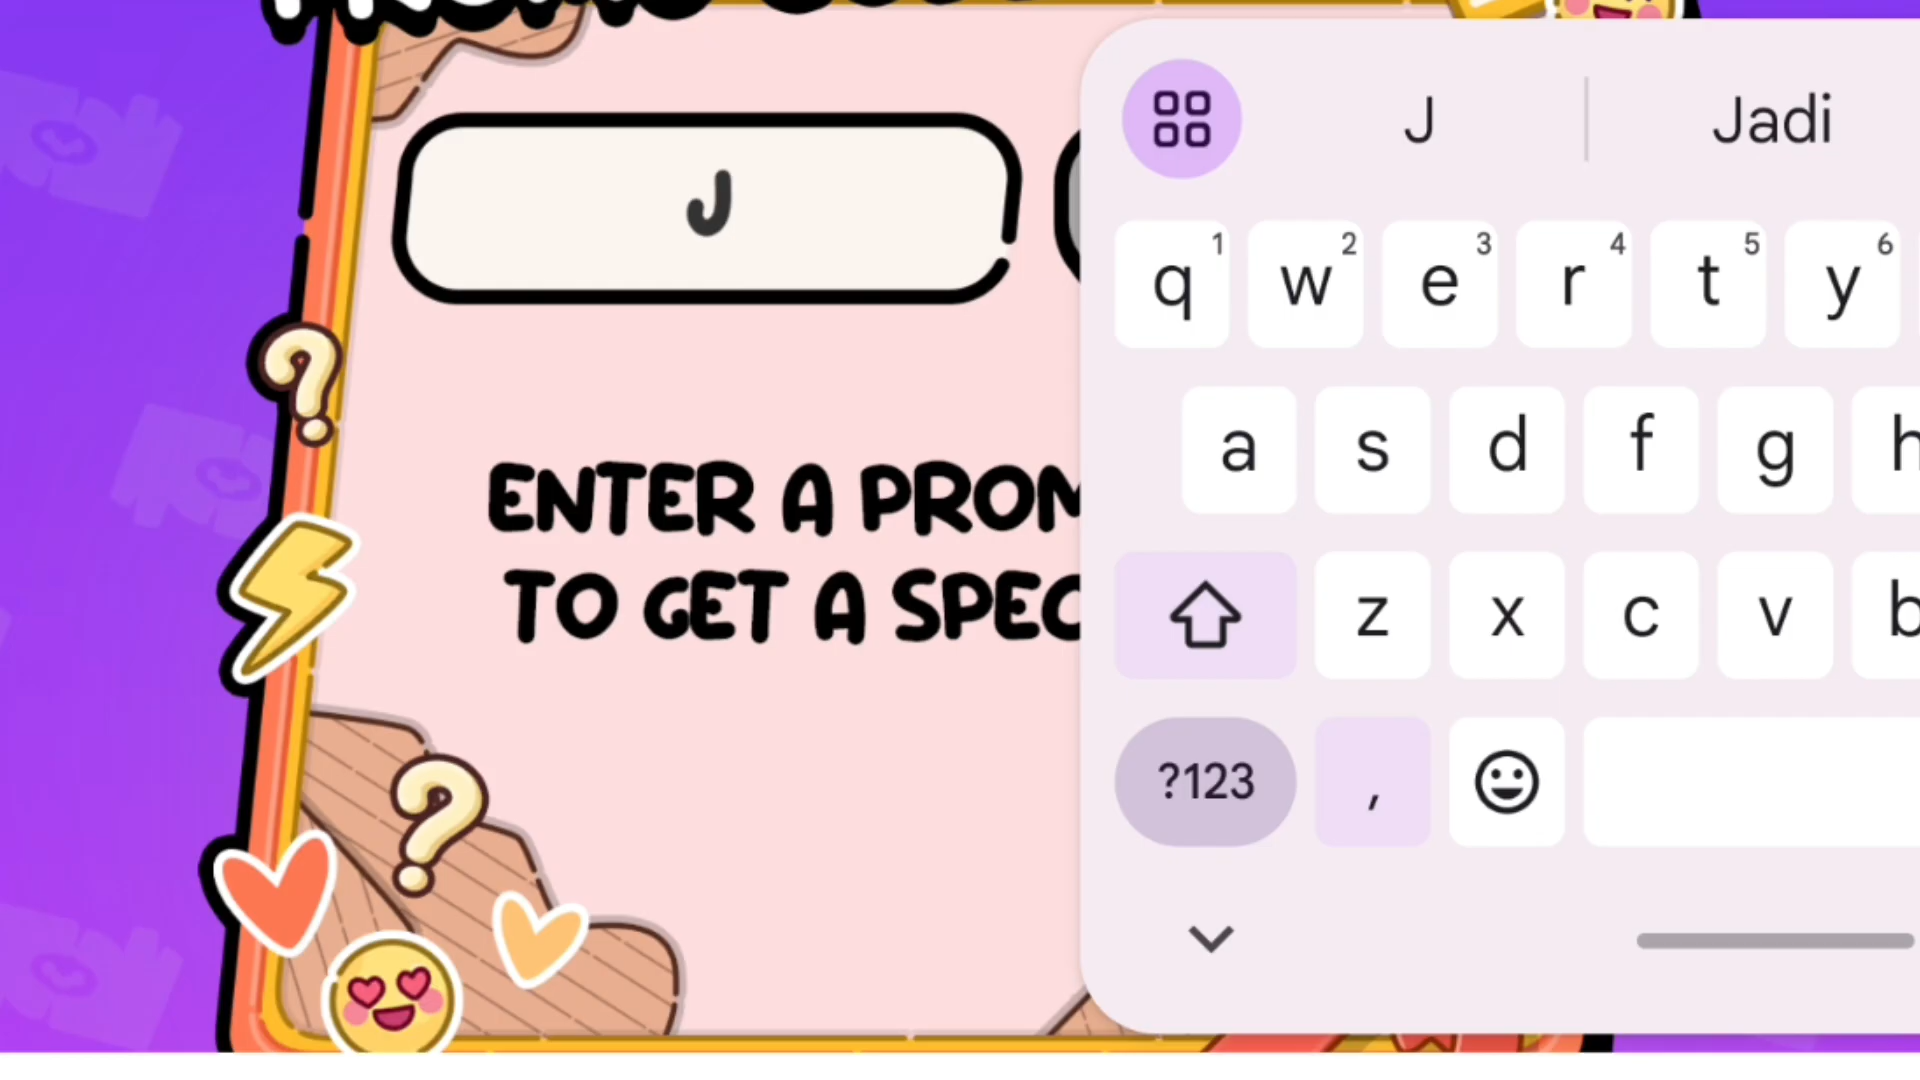 J
ENTER A PROM
TO GET A SPEC
J Jadi
q 1 w 2 e 3 r 4 t 5 y 6
a s d f g h
z x c v b
?123 ,